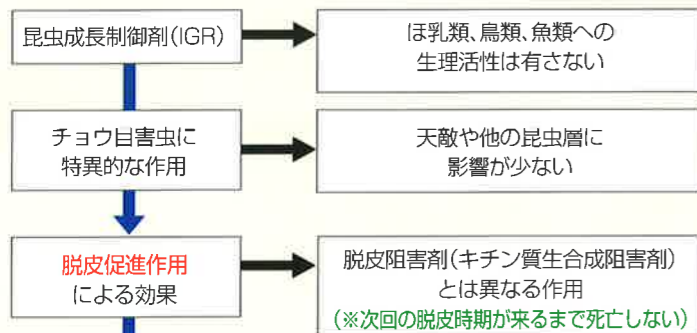 昆虫成長制御剤(IGR)
ほ乳類、鳥類、魚類への
生理活性は有さない
チョウ目害虫に
特異的な作用
天敵や他の昆虫層に
影響が少ない
脱皮促進作用
による効果
脱皮阻害剤(キチン質生合成阻害剤)
とは異なる作用
(※次回の脱皮時期が来るまで死亡しない)